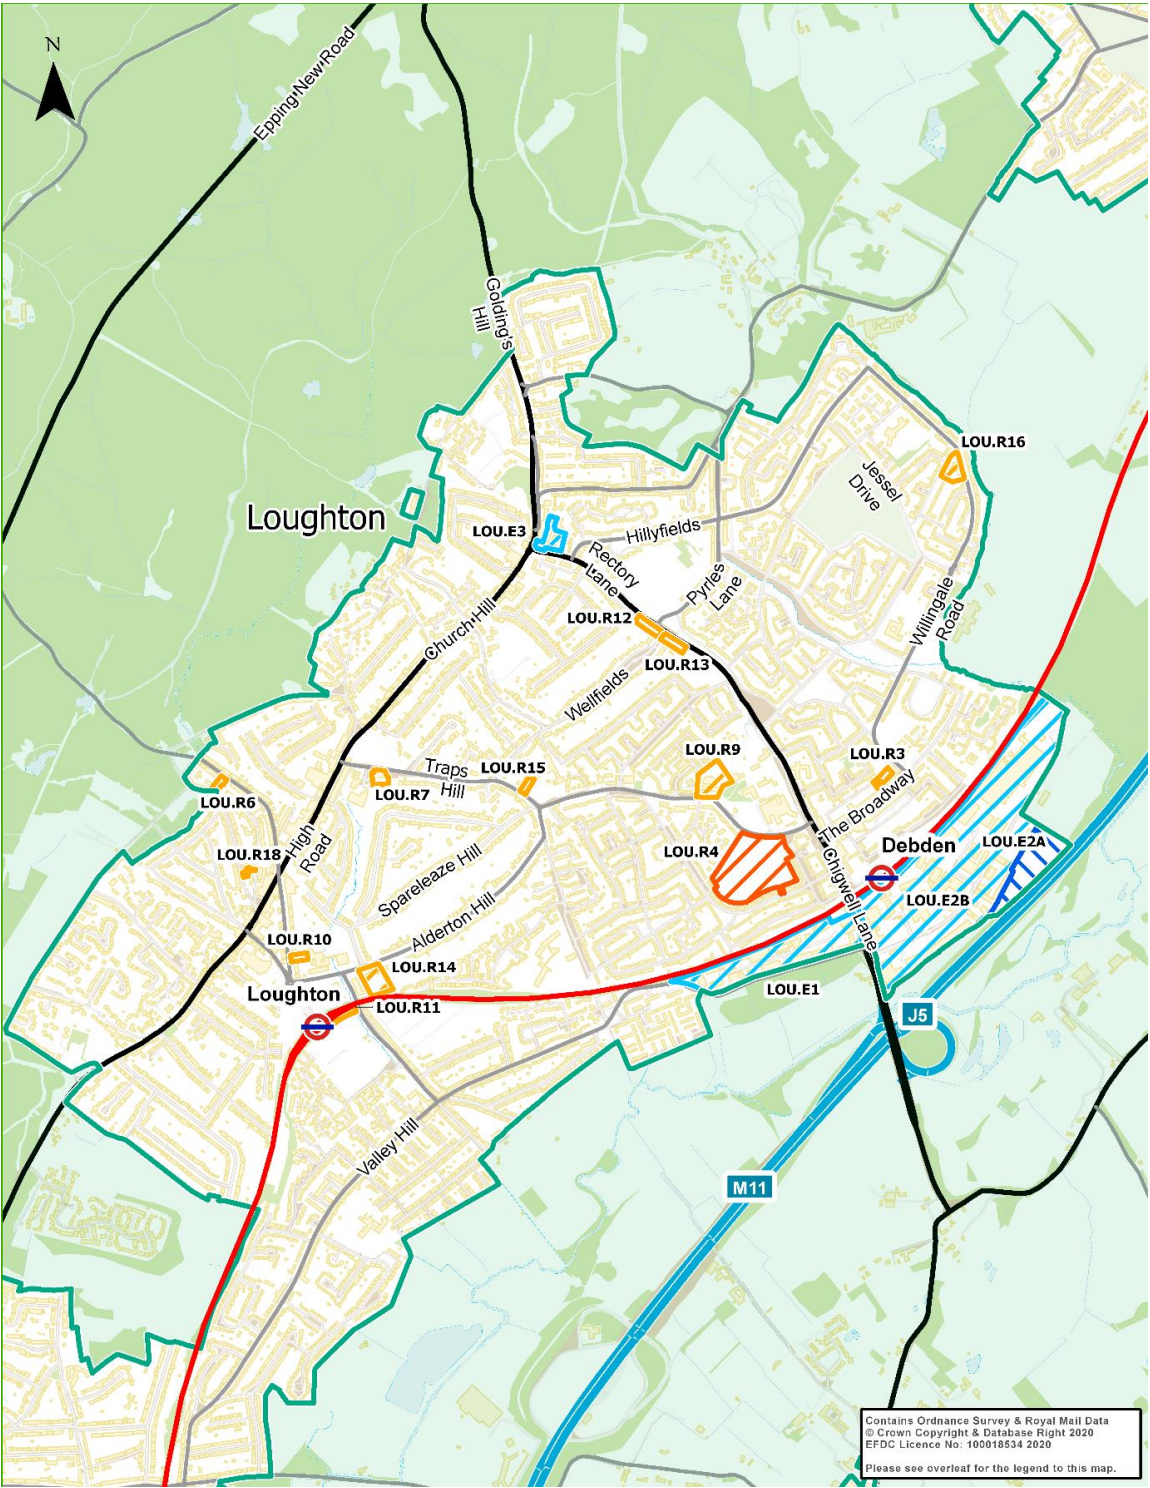 N
Epping New Road
Golding's
Hill
LOU.R16
Jessel
Drive
Loughton
LOU.E3
Hillyfields
Rectory
Lane
Pyrles
Lane
Willingale
Road
LOU.R12
Church Hill
LOU.R13
Wellfields
LOU.R9
LOU.R3
Traps
Hill
LOU.R15
LOU.R6
LOU.R7
The Broadway
High
Road
LOU.R18
LOU.R4
Debden
LOU.E2A
Spareleaze Hill
Chigwell Lane
LOU.E2B
Alderton Hill
LOU.R10
LOU.R14
Loughton
LOU.R11
LOU.E1
J5
Valley Hill
M11
Contains Ordnance Survey & Royal Mail Data
© Crown Copyright & Database Right 2020
EFDC Licence No: 100018534 2020
Please see overleaf for the legend to this map.